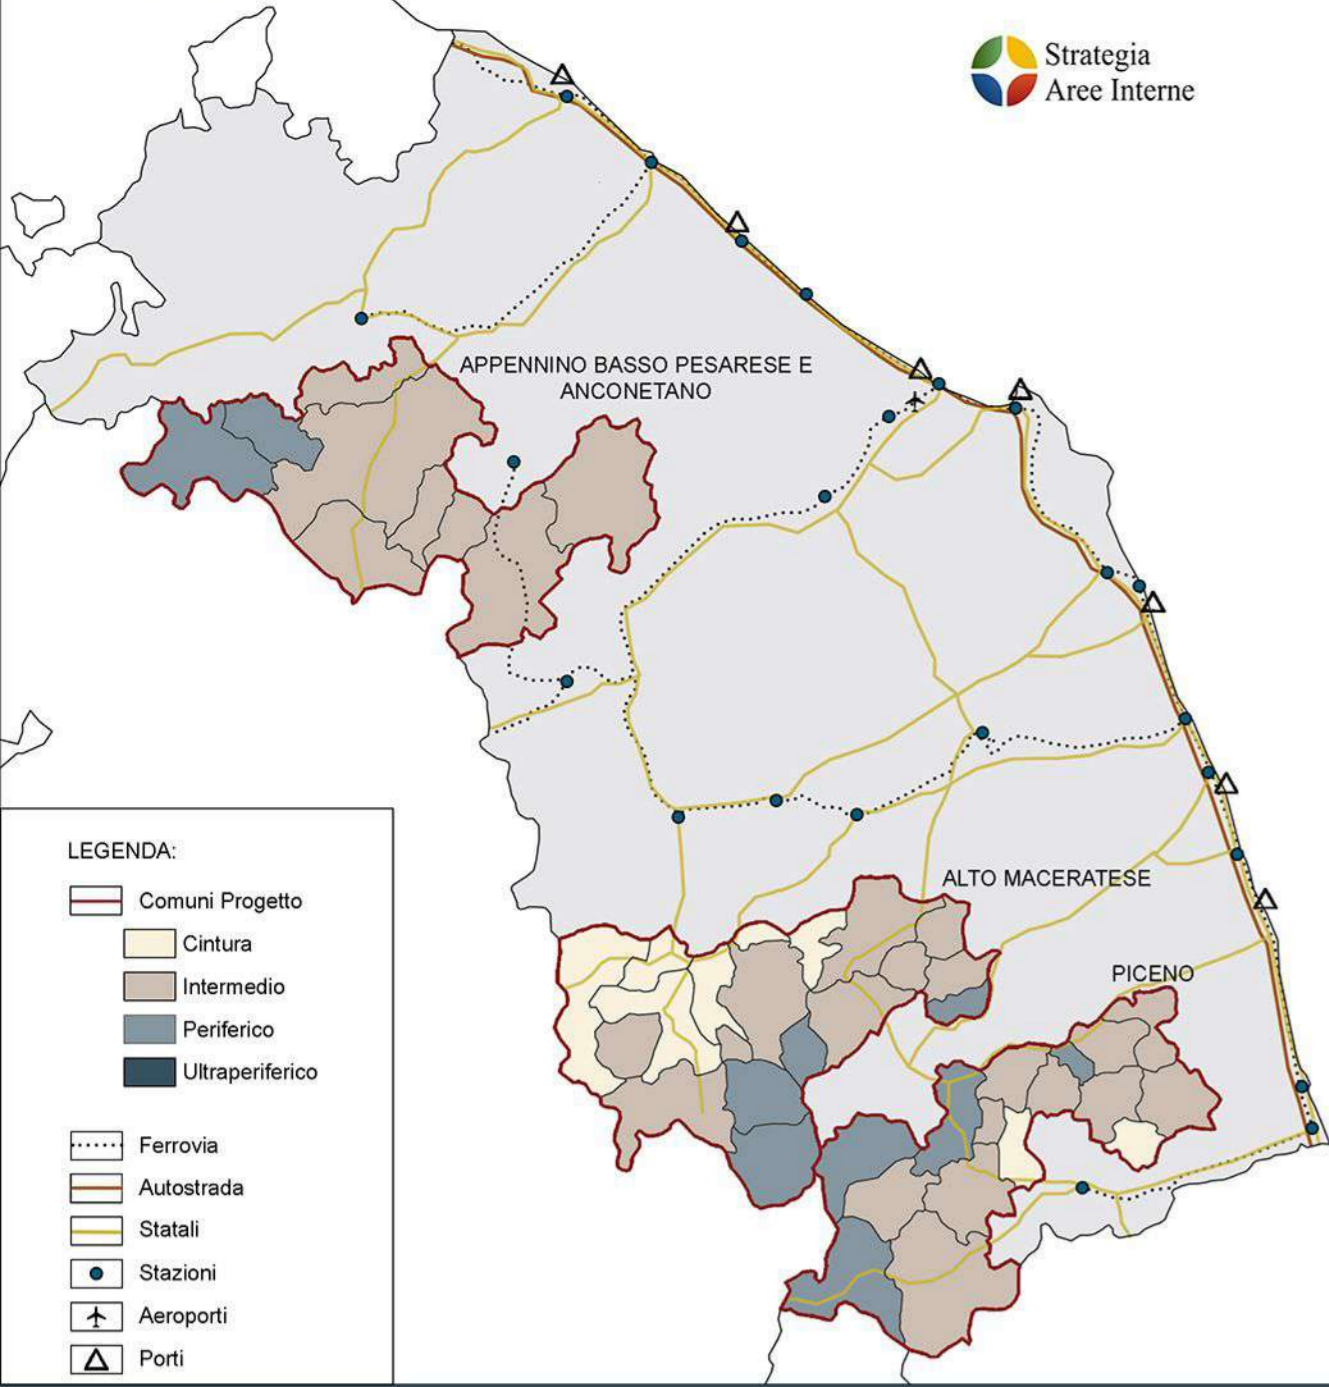 Strategia
Aree Interne
APPENNINO BASSO PESARESE E
ANCONETANO
ALTO MACERATESE
PICENO
LEGENDA:
Comuni Progetto
Cintura
Intermedio
Periferico
Ultraperiferico
Ferrovia
Autostrada
Statali
Stazioni
Aeroporti
Porti